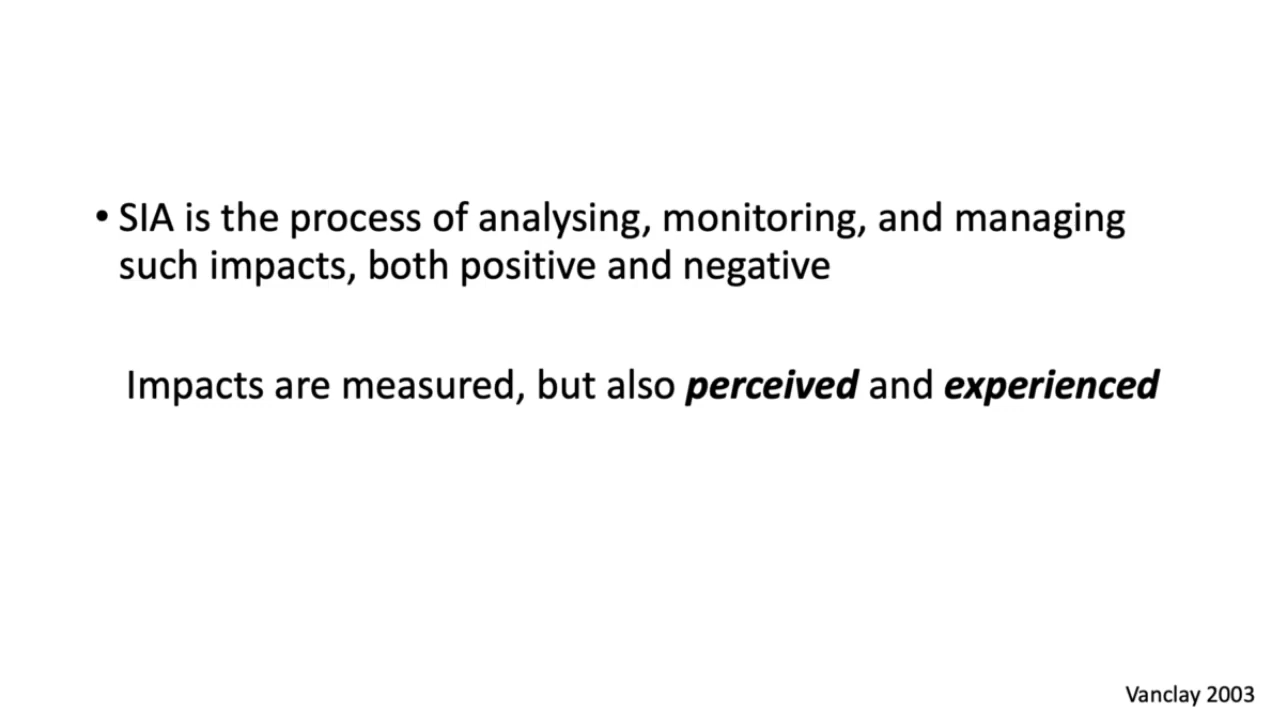 • SIA is the process of analysing, monitoring, and managing
such impacts, both positive and negative
Impacts are measured, but also perceived and experienced
Vanclay 2003